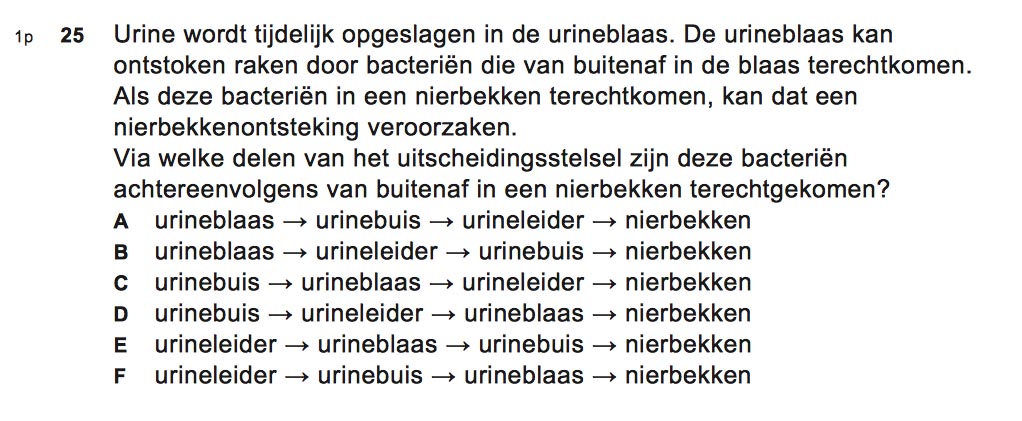 1p 25 Urine wordt tijdelijk opgeslagen in de urineblaas. De urineblaas kan
ontstoken raken door bacteriën die van buitenaf in de blaas terechtkomen.
Als deze bacteriën in een nierbekken terechtkomen, kan dat een
nierbekkenontsteking veroorzaken.
Via welke delen van het uitscheidingsstelsel zijn deze bacteriën
achtereenvolgens van buitenaf in een nierbekken terechtgekomen?
A urineblaas → urinebuis → urineleider → nierbekken
B urineblaas → urineleider → urinebuis → nierbekken
C urinebuis → urineblaas → urineleider → nierbekken
D urinebuis → urineleider → urineblaas → nierbekken
E urineleider → urineblaas → urinebuis → nierbekken
F urineleider → urinebuis → urineblaas → nierbekken